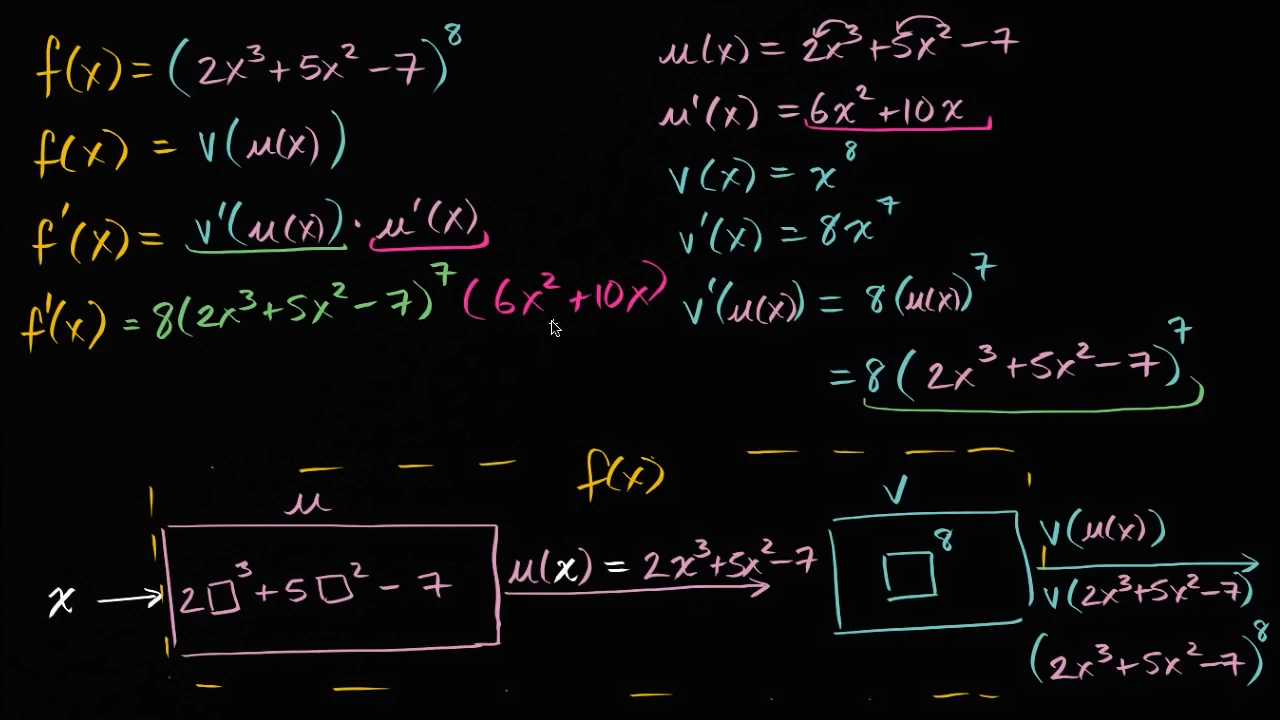 f(x) = (2x³+5x²-7)⁸
f(x) = v(u(x))
f'(x) = v'(u(x)) · u'(x)
f'(x) = 8(2x³+5x²-7)⁷ (6x²+10x)
u(x) = 2x³+5x²-7
u'(x) = 6x²+10x
v(x) = x⁸
v'(x) = 8x⁷
v'(u(x)) = 8(u(x))⁷
= 8(2x³+5x²-7)⁷
f(x)
u
v
x → 2□³+5□²-7
u(x) = 2x³+5x²-7
□⁸
v(u(x))
v(2x³+5x²-7)
(2x³+5x²-7)⁸